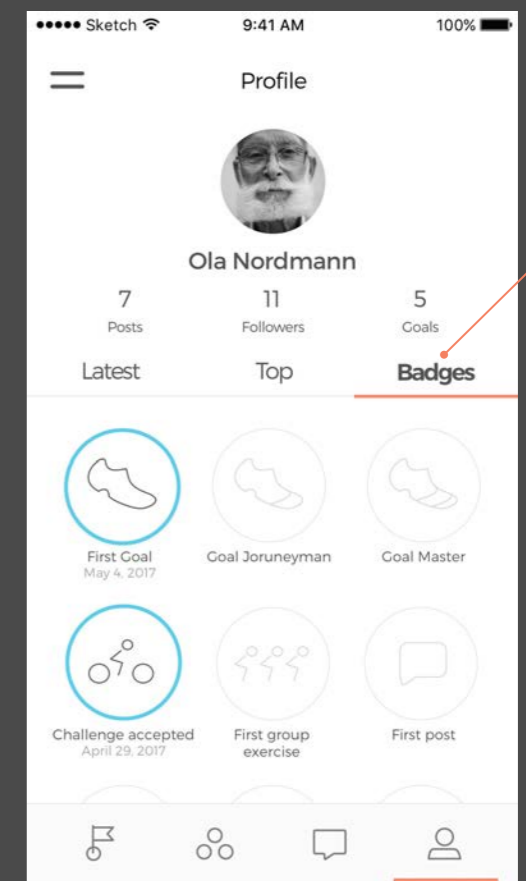 Sketch 9:41 AM 100%
Profile
Ola Nordmann
7 11 5
Posts Followers Goals
Latest Top Badges
First Goal Goal Joruneyman Goal Master
May 4, 2017
Challenge accepted First group First post
April 29, 2017 exercise